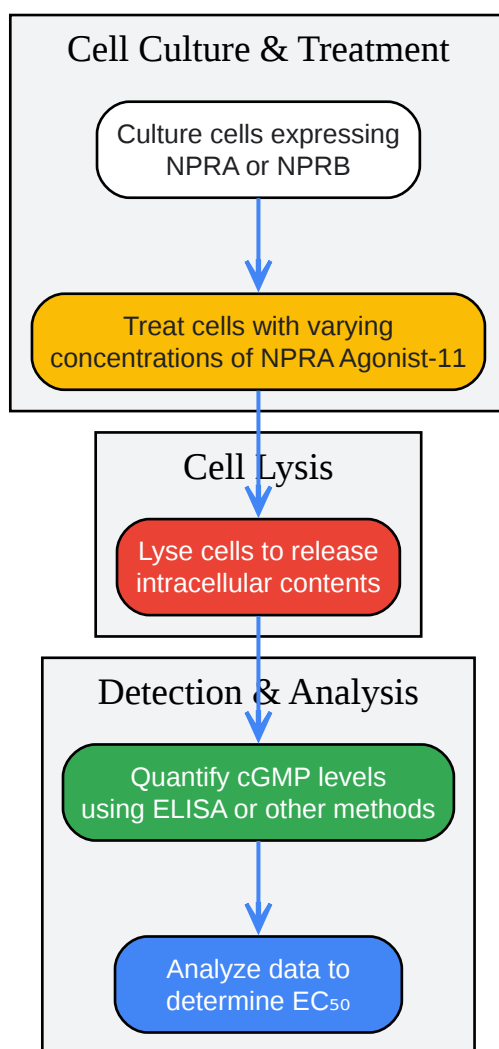 Cell Culture & Treatment
Culture cells expressing
NPRA or NPRB
Treat cells with varying
concentrations of NPRA Agonist-11
Cell Lysis
Lyse cells to release
intracellular contents
Detection & Analysis
Quantify cGMP levels
using ELISA or other methods
Analyze data to
determine EC₅₀